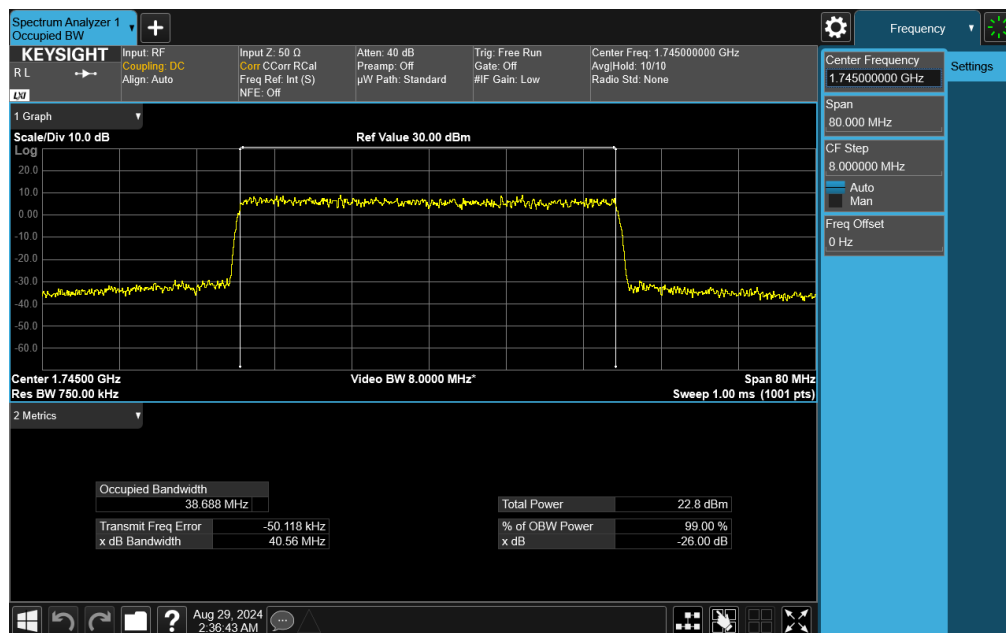 Spectrum Analyzer 1
Occupied BW
Frequency
KEYSIGHT
R L
LXI
Input: RF
Coupling: DC
Align: Auto
Input Z: 50 Ω
Corr CCorr RCal
Freq Ref: Int (S)
NFE: Off
Atten: 40 dB
Preamp: Off
µW Path: Standard
Trig: Free Run
Gate: Off
#IF Gain: Low
Center Freq: 1.745000000 GHz
Avg|Hold: 10/10
Radio Std: None
Center Frequency
1.745000000 GHz
Settings
Span
80.000 MHz
CF Step
8.000000 MHz
Auto
Man
Freq Offset
0 Hz
1 Graph
Scale/Div 10.0 dB
Ref Value 30.00 dBm
Log
20.0
10.0
0.00
-10.0
-20.0
-30.0
-40.0
-50.0
-60.0
Center 1.74500 GHz
Video BW 8.0000 MHz*
Span 80 MHz
Res BW 750.00 kHz
Sweep 1.00 ms (1001 pts)
2 Metrics
Occupied Bandwidth
38.688 MHz
Total Power 22.8 dBm
Transmit Freq Error -50.118 kHz
% of OBW Power 99.00 %
x dB Bandwidth 40.56 MHz
x dB -26.00 dB
?
Aug 29, 2024
2:36:43 AM